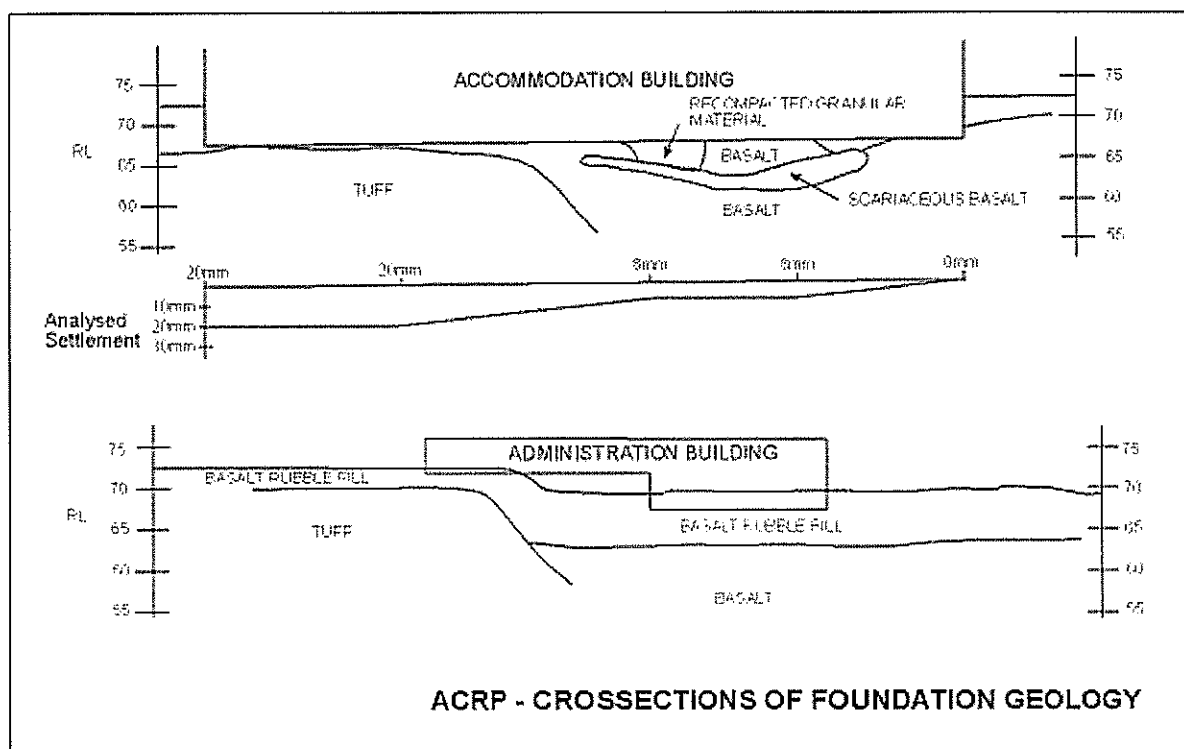 ACCOMMODATION BUILDING
75
75
RECOMPACTED GRANULAR
MATERIAL
70
70
RL
65
65
BASALT
TUFF
SCARIACEOUS BASALT
60
60
BASALT
55
55
20mm
20mm
6mm
0mm
Analysed
Settlement
10mm
20mm
30mm
ADMINISTRATION BUILDING
75
75
BASALT RUBBLE FILL
70
70
RL
BASALT RUBBLE FILL
65
65
TUFF
60
60
BASALT
55
55
ACRP - CROSSECTIONS OF FOUNDATION GEOLOGY